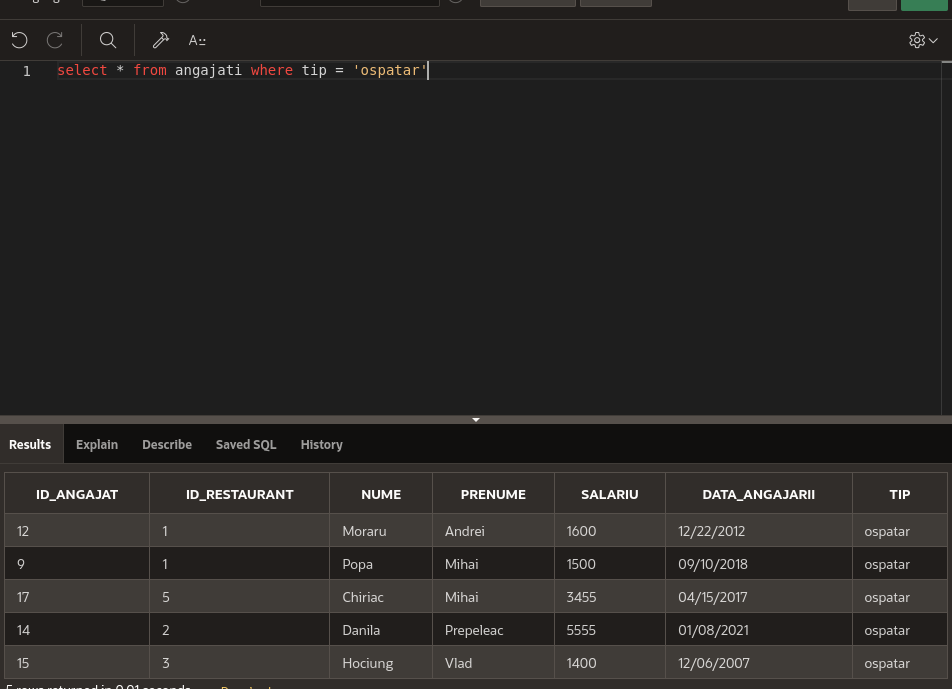 A::
1 select * from angajati where tip = 'ospatar'
Results Explain Describe Saved SQL History
ID_ANGAJAT ID_RESTAURANT NUME PRENUME SALARIU DATA_ANGAJARII TIP
12 1 Moraru Andrei 1600 12/22/2012 ospatar
9 1 Popa Mihai 1500 09/10/2018 ospatar
17 5 Chiriac Mihai 3455 04/15/2017 ospatar
14 2 Danila Prepeleac 5555 01/08/2021 ospatar
15 3 Hociung Vlad 1400 12/06/2007 ospatar
5 rows returned in 0.01 seconds